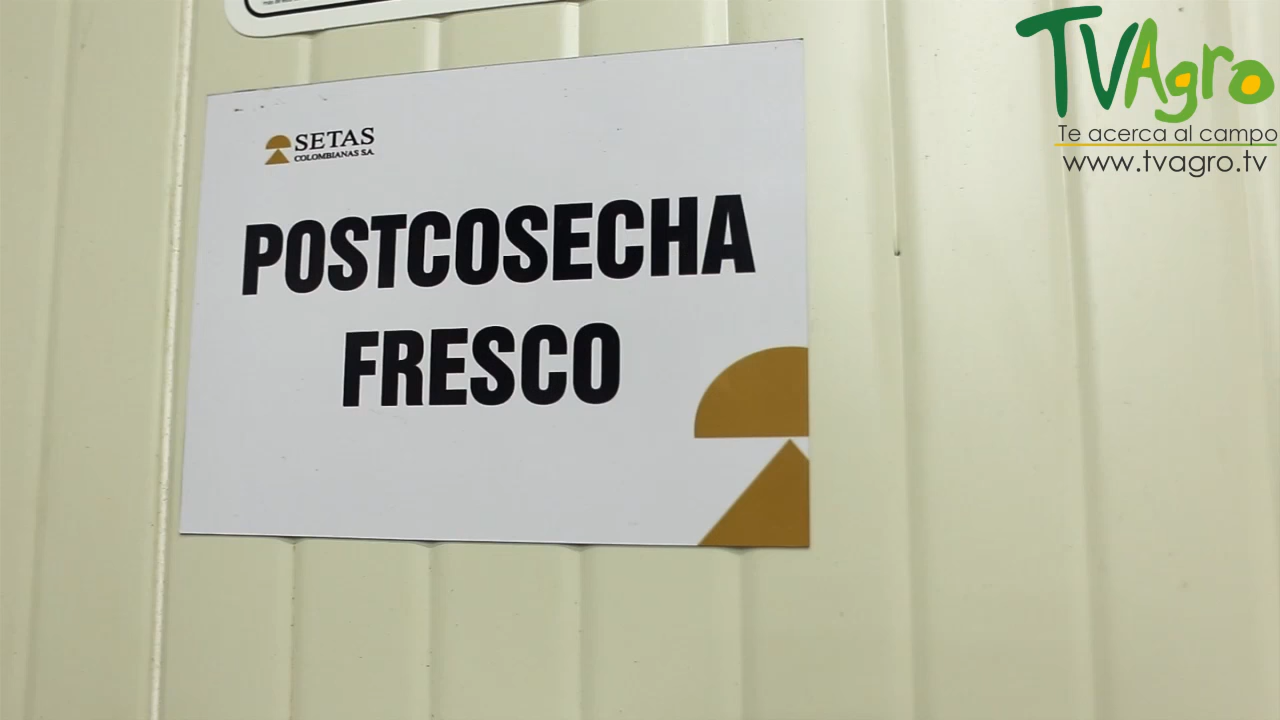 SETAS
COLOMBIANAS S.A.
POSTCOSECHA
FRESCO
TVAgro
Te acerca al campo
www.tvagro.tv